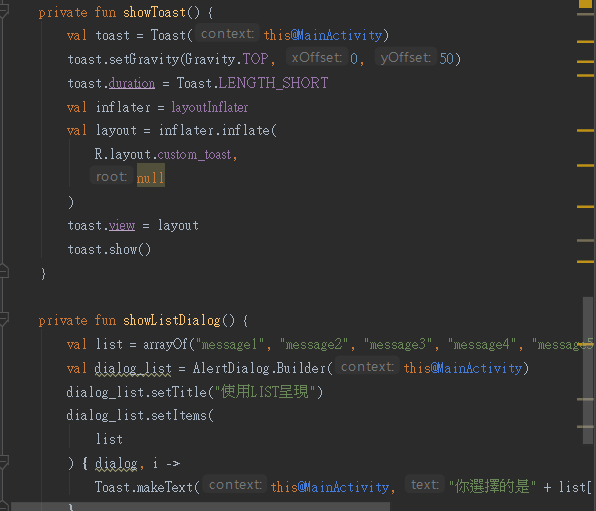 private fun showToast() {
val toast = Toast( context: this@MainActivity)
toast.setGravity(Gravity.TOP, xOffset: 0, yOffset: 50)
toast.duration = Toast.LENGTH_SHORT
val inflater = layoutInflater
val layout = inflater.inflate(
R.layout.custom_toast,
root: null
)
toast.view = layout
toast.show()
}
private fun showListDialog() {
val list = arrayOf("message1", "message2", "message3", "message4", "message5
val dialog_list = AlertDialog.Builder( context: this@MainActivity)
dialog_list.setTitle("使用LIST呈現")
dialog_list.setItems(
list
) { dialog, i ->
Toast.makeText( context: this@MainActivity, text: "你選擇的是" + list[
}